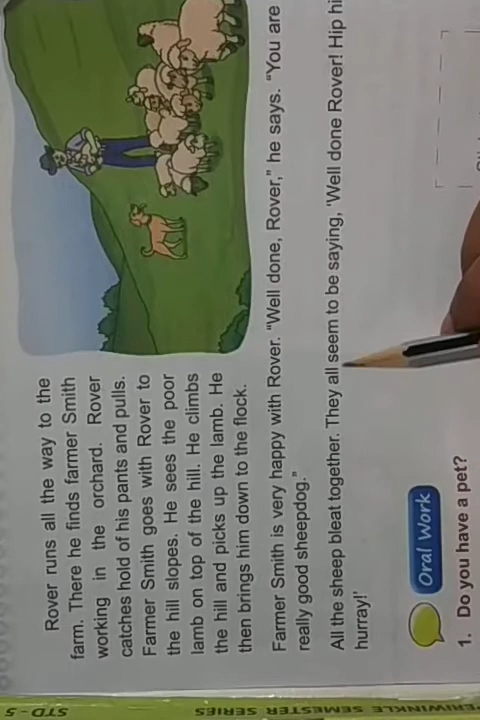 Rover runs all the way to the
farm. There he finds farmer Smith
working in the orchard. Rover
catches hold of his pants and pulls.
Farmer Smith goes with Rover to
the hill slopes. He sees the poor
lamb on top of the hill. He climbs
the hill and picks up the lamb. He
then brings him down to the flock.
Farmer Smith is very happy with Rover. "Well done, Rover," he says. "You are
really good sheepdog."
All the sheep bleat together. They all seem to be saying, 'Well done Rover! Hip hi
hurray!'
Oral Work
1. Do you have a pet?
ERIWINKLE SEMESTER SERIES
STD - 5